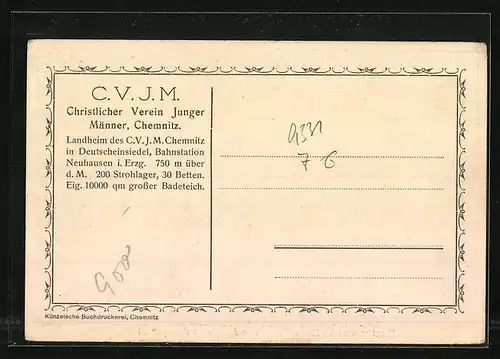 C. V. J. M.
Christlicher Verein Junger
Männer, Chemnitz.
Landheim des C. V. J. M. Chemnitz
in Deutscheinsiedel, Bahnstation
Neuhausen i. Erzg. 750 m über
d. M. 200 Strohlager, 30 Betten.
Eig. 10000 qm großer Badeteich.
Künzelsche Buchdruckerei, Chemnitz